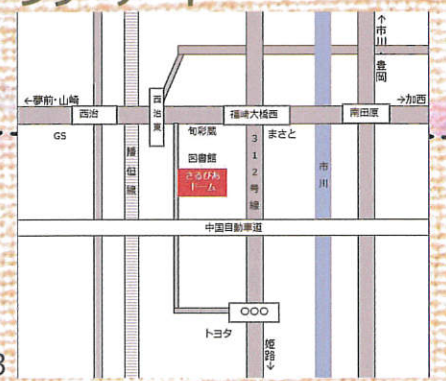 ↑市川・豊岡
←夢前・山崎
西治
西治東
福崎大橋西
南田原
→加西
GS
旬彩蔵
まさと
図書館
さるびあ
ドーム
播但線
312号線
市川
中国自動車道
○○○
トヨタ
姫路↓